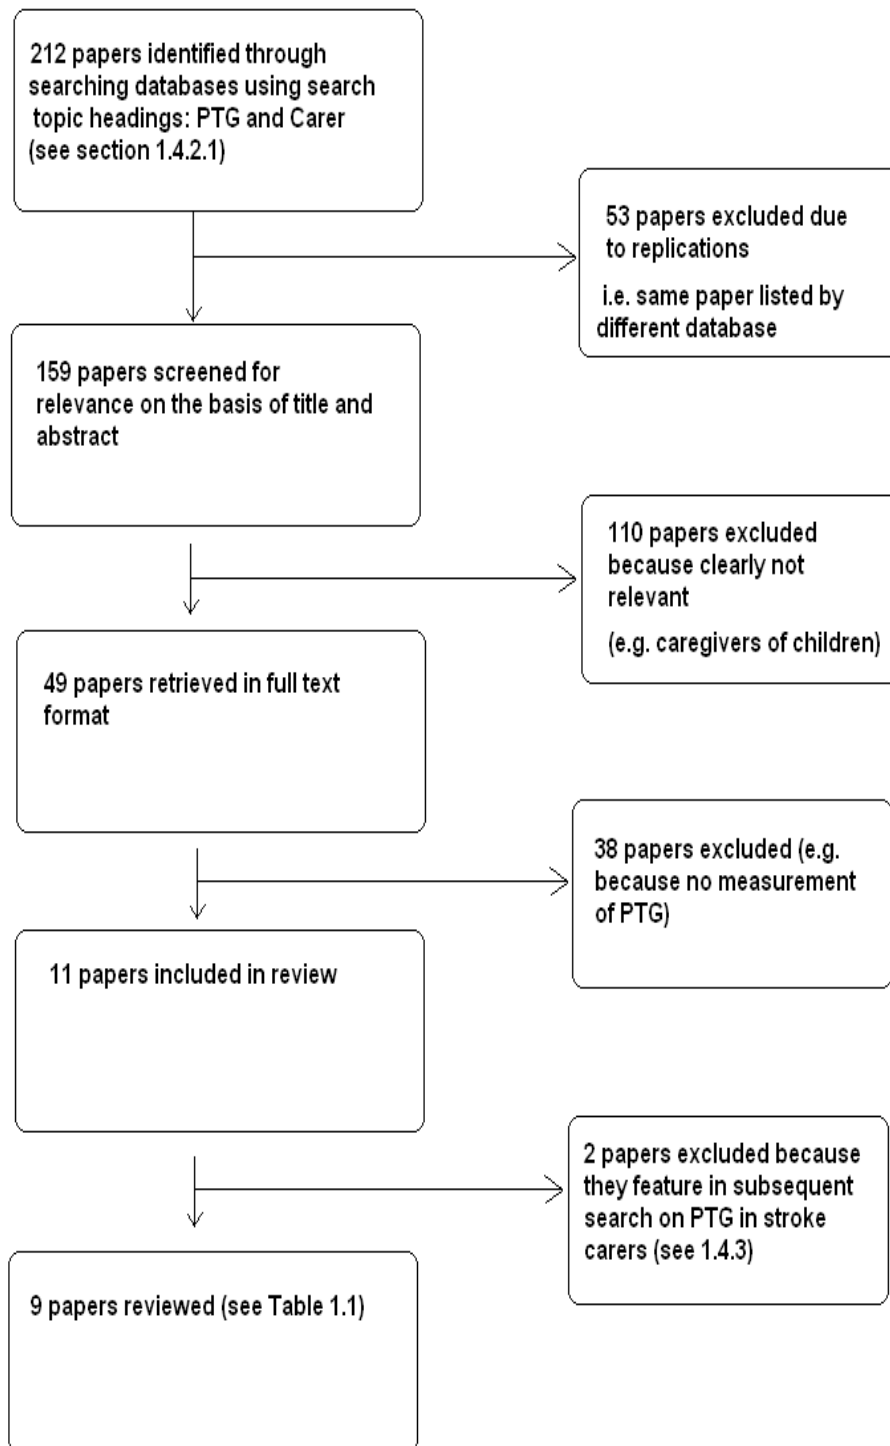 212 papers identified through
searching databases using search
topic headings: PTG and Carer
(see section 1.4.2.1)
53 papers excluded due
to replications
i.e. same paper listed by
different database
159 papers screened for
relevance on the basis of title and
abstract
110 papers excluded
because clearly not
relevant
(e.g. caregivers of children)
49 papers retrieved in full text
format
38 papers excluded (e.g.
because no measurement
of PTG)
11 papers included in review
2 papers excluded because
they feature in subsequent
search on PTG in stroke
carers (see 1.4.3)
9 papers reviewed (see Table 1.1)